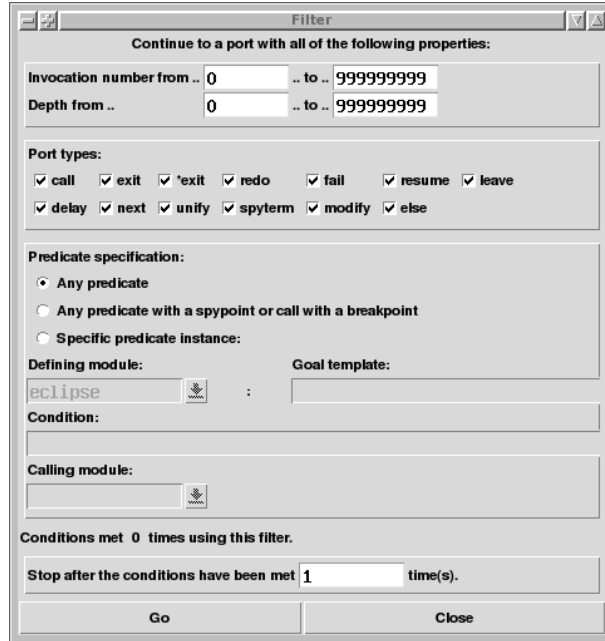 Filter
Continue to a port with all of the following properties:
Invocation number from .. 0 .. to .. 999999999
Depth from .. 0 .. to .. 999999999
Port types:
call exit *exit redo fail resume leave
delay next unify spyterm modify else
Predicate specification:
Any predicate
Any predicate with a spypoint or call with a breakpoint
Specific predicate instance:
Defining module: Goal template:
eclipse :
Condition:
Calling module:
Conditions met 0 times using this filter.
Stop after the conditions have been met 1 time(s).
Go Close